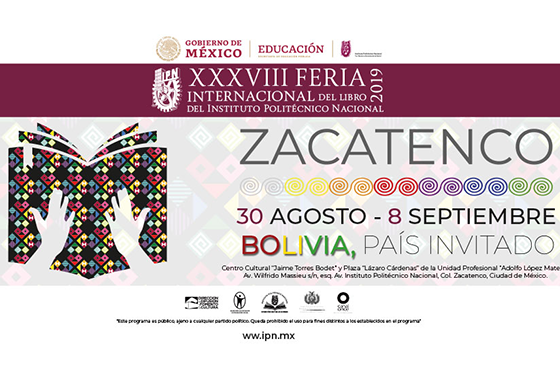 GOBIERNO DE
MÉXICO
EDUCACIÓN
IPN
XXXVIII FERIA
INTERNACIONAL DEL LIBRO
DEL INSTITUTO POLITÉCNICO NACIONAL
2019
ZACATENCO
30 AGOSTO - 8 SEPTIEMBRE
BOLIVIA, PAÍS INVITADO
Centro Cultural "Jaime Torres Bodet" y Plaza "Lázaro Cárdenas" de la Unidad Profesional "Adolfo López Mate
Av. Wilfrido Massieu s/n, esq. Av. Instituto Politécnico Nacional, Col. Zacatenco, Ciudad de México.
"Este programa es público, ajeno a cualquier partido político. Queda prohibido el uso para fines distintos a los establecidos en el programa"
ww.ipn.mx